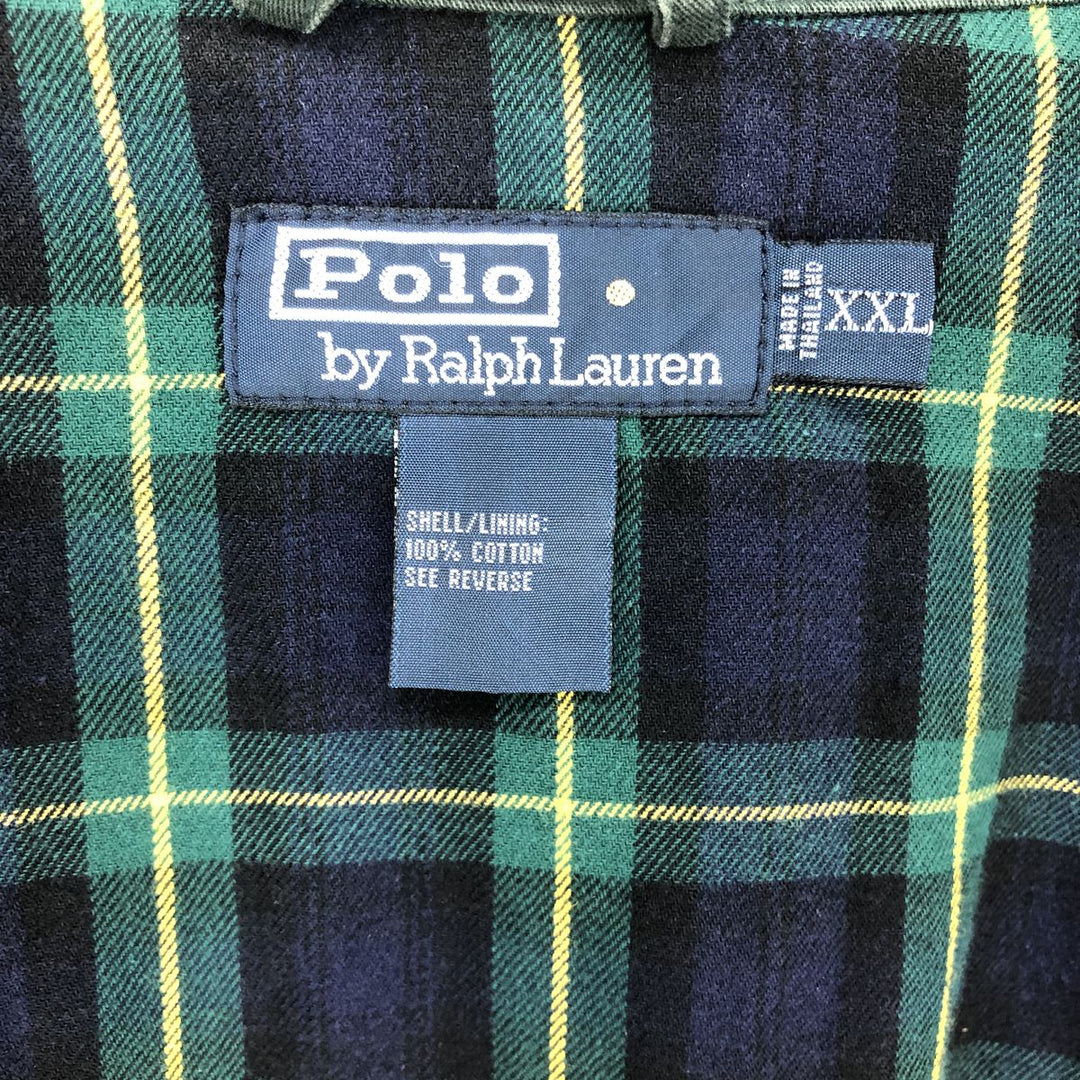 Polo
by Ralph Lauren
MADE IN
THAILAND
XXL
SHELL/LINING:
100% COTTON
SEE REVERSE